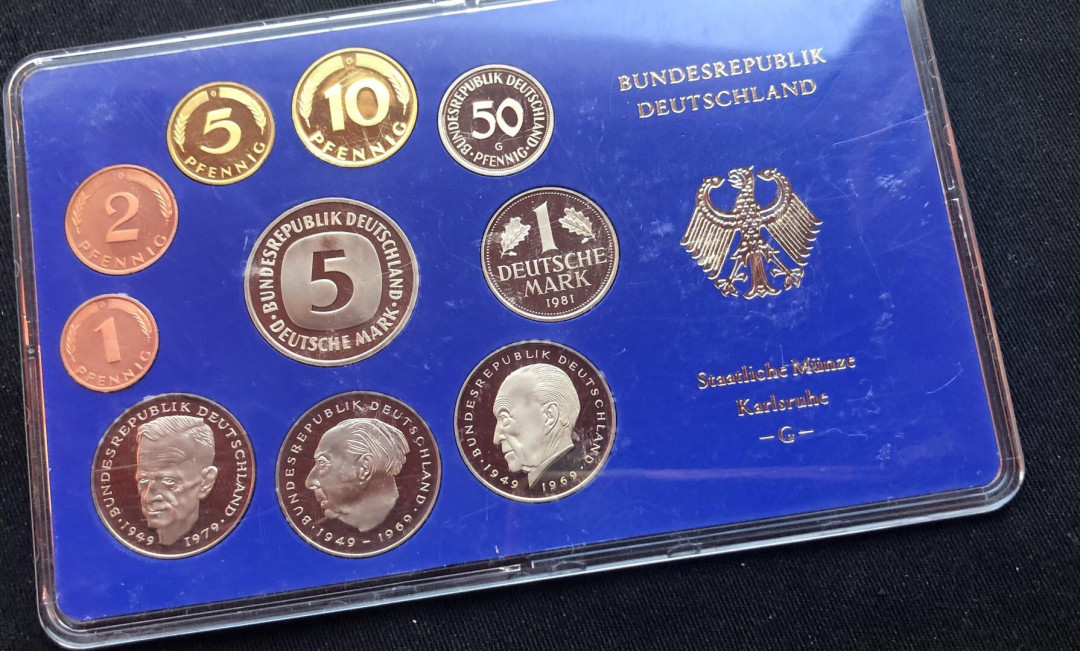 5
PFENNIG
10
PFENNIG
·BUNDESREPUBLIK DEUTSCHLAND·
50
G
PFENNIG
BUNDESREPUBLIK
DEUTSCHLAND
2
PFENNIG
·BUNDESREPUBLIK DEUTSCHLAND·
5
DEUTSCHE MARK
1
DEUTSCHE
MARK
1981
1
PFENNIG
Staatliche Münze
Karlsruhe
–G–
·BUNDESREPUBLIK DEUTSCHLAND·
1949 1979
·BUNDESREPUBLIK DEUTSCHLAND·
1949 – 1969
·BUNDESREPUBLIK DEUTSCHLAND·
1949 1969